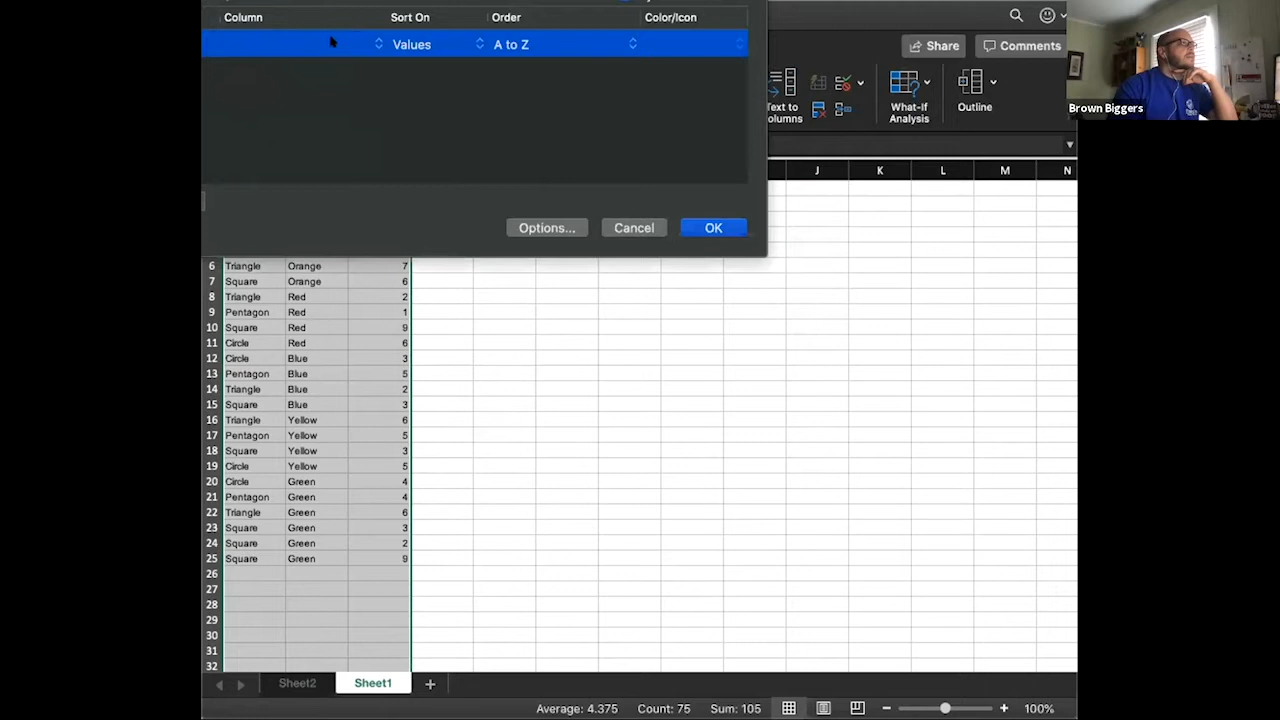 Column Sort On Order Color/Icon
Values A to Z
Options... Cancel OK
Share Comments
Text to Columns
What-If Analysis
Outline
Brown Biggers
J K L M N
6 Triangle Orange 7
7 Square Orange 6
8 Triangle Red 2
9 Pentagon Red 1
10 Square Red 9
11 Circle Red 6
12 Circle Blue 3
13 Pentagon Blue 5
14 Triangle Blue 2
15 Square Blue 3
16 Triangle Yellow 6
17 Pentagon Yellow 5
18 Square Yellow 3
19 Circle Yellow 5
20 Circle Green 4
21 Pentagon Green 4
22 Triangle Green 6
23 Square Green 3
24 Square Green 2
25 Square Green 9
26
27
28
29
30
31
32
Sheet2 Sheet1 +
Average: 4.375 Count: 75 Sum: 105 100%